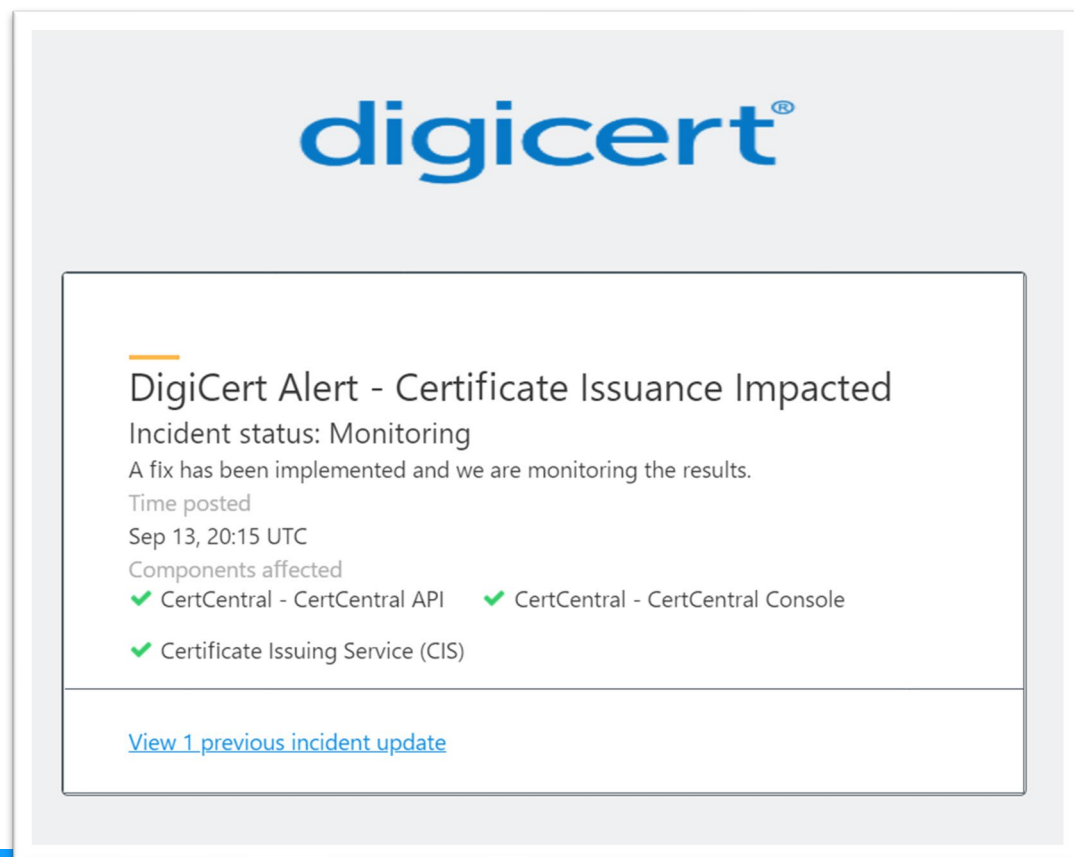 digicert®
DigiCert Alert - Certificate Issuance Impacted
Incident status: Monitoring
A fix has been implemented and we are monitoring the results.
Time posted
Sep 13, 20:15 UTC
Components affected
CertCentral - CertCentral API CertCentral - CertCentral Console
Certificate Issuing Service (CIS)
View 1 previous incident update